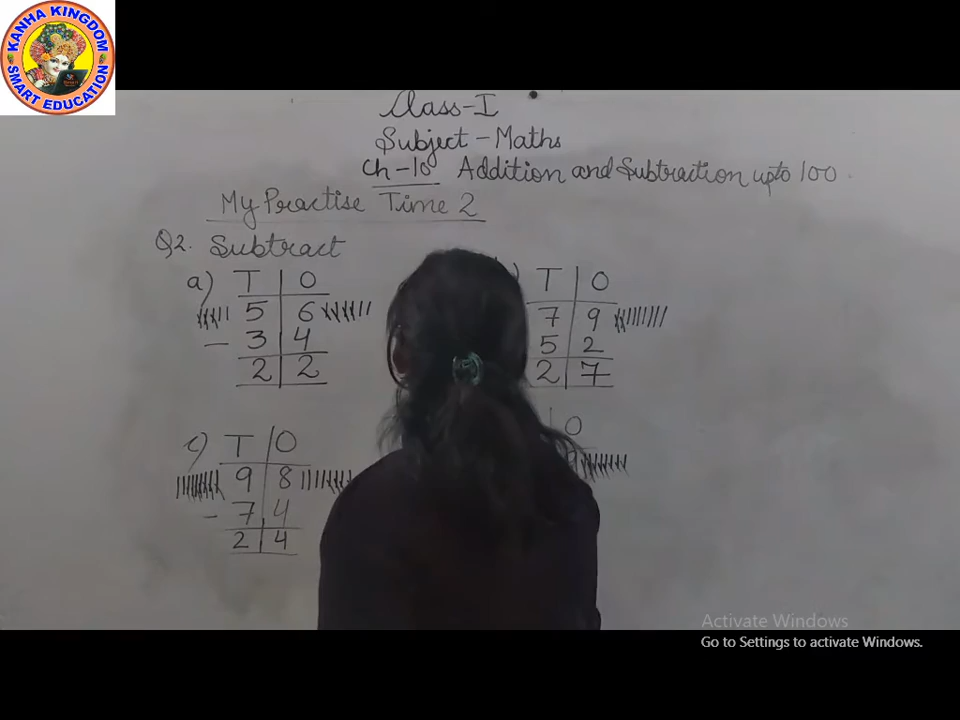 KANHA KINGDOM
SMART EDUCATION
Class-I
Subject - Maths
Ch-10 Addition and Subtraction upto 100
My Practise Time 2
Q2. Subtract
a) T O
5 6
- 3 4
2 2
) T O
7 9
5 2
2 7
c) T O
9 8
- 7 4
2 4
O
9
Activate Windows
Go to Settings to activate Windows.